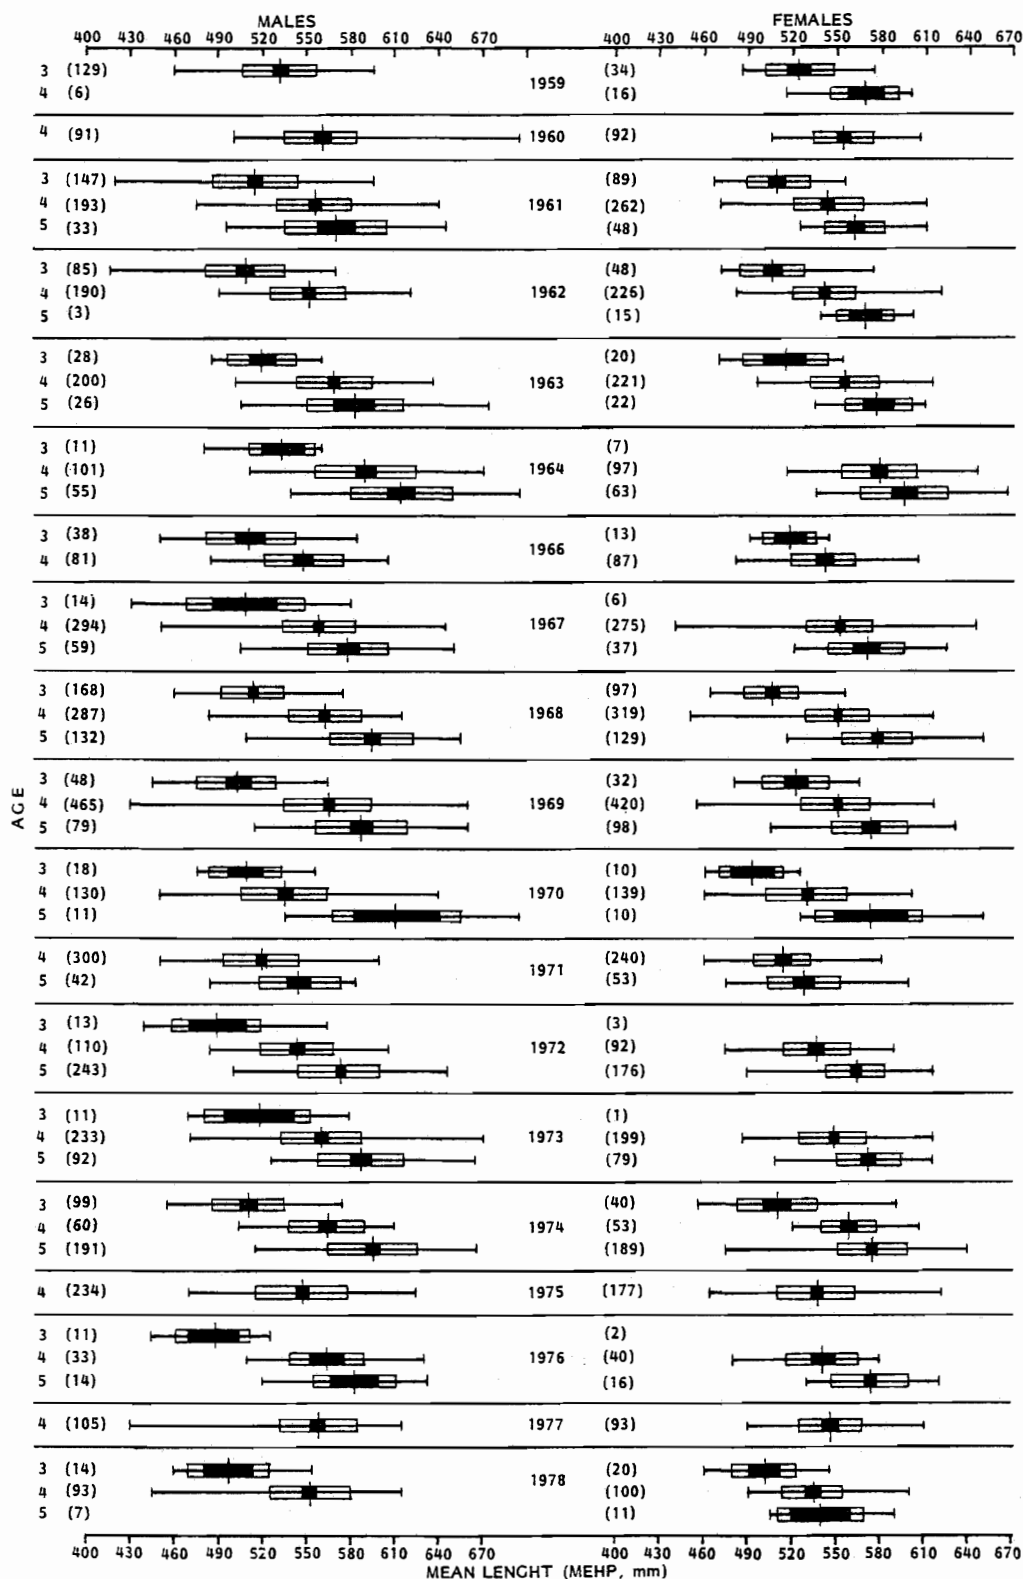 MALES FEMALES
400 430 460 490 520 550 580 610 640 670 400 430 460 490 520 550 580 610 640 670
3 (129) (34)
1959
4 (6) (16)
4 (91) 1960 (92)
3 (147) (89)
4 (193) 1961 (262)
5 (33) (48)
3 (85) (48)
4 (190) 1962 (226)
5 (3) (15)
3 (28) (20)
4 (200) 1963 (221)
5 (26) (22)
3 (11) (7)
4 (101) 1964 (97)
5 (55) (63)
3 (38) (13)
1966
4 (81) (87)
3 (14) (6)
4 (294) 1967 (275)
5 (59) (37)
3 (168) (97)
4 (287) 1968 (319)
5 (132) (129)
3 (48) (32)
4 (465) 1969 (420)
5 (79) (98)
AGE
3 (18) (10)
4 (130) 1970 (139)
5 (11) (10)
4 (300) (240)
1971
5 (42) (53)
3 (13) (3)
4 (110) 1972 (92)
5 (243) (176)
3 (11) (1)
4 (233) 1973 (199)
5 (92) (79)
3 (99) (40)
4 (60) 1974 (53)
5 (191) (189)
4 (234) 1975 (177)
3 (11) (2)
4 (33) 1976 (40)
5 (14) (16)
4 (105) 1977 (93)
3 (14) (20)
4 (93) 1978 (100)
5 (7) (11)
400 430 460 490 520 550 580 610 640 670 400 430 460 490 520 550 580 610 640 670
MEAN LENGHT (MEHP, mm)